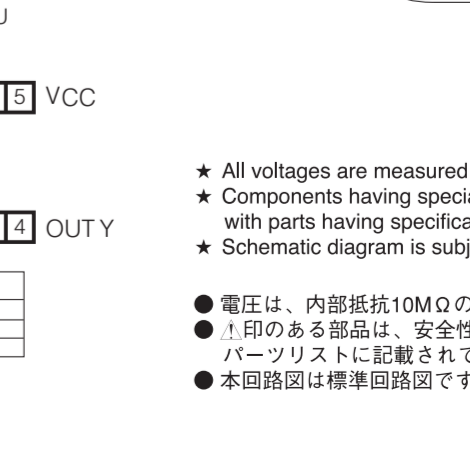 5 VCC
4 OUT Y
★ All voltages are measured
★ Components having
with parts having
★ Schematic diagram is
● 電圧は、内部抵抗10MΩの
● ⚠印のある部品は、安全性
パーツリストに記載されて
● 本回路図は標準回路図です